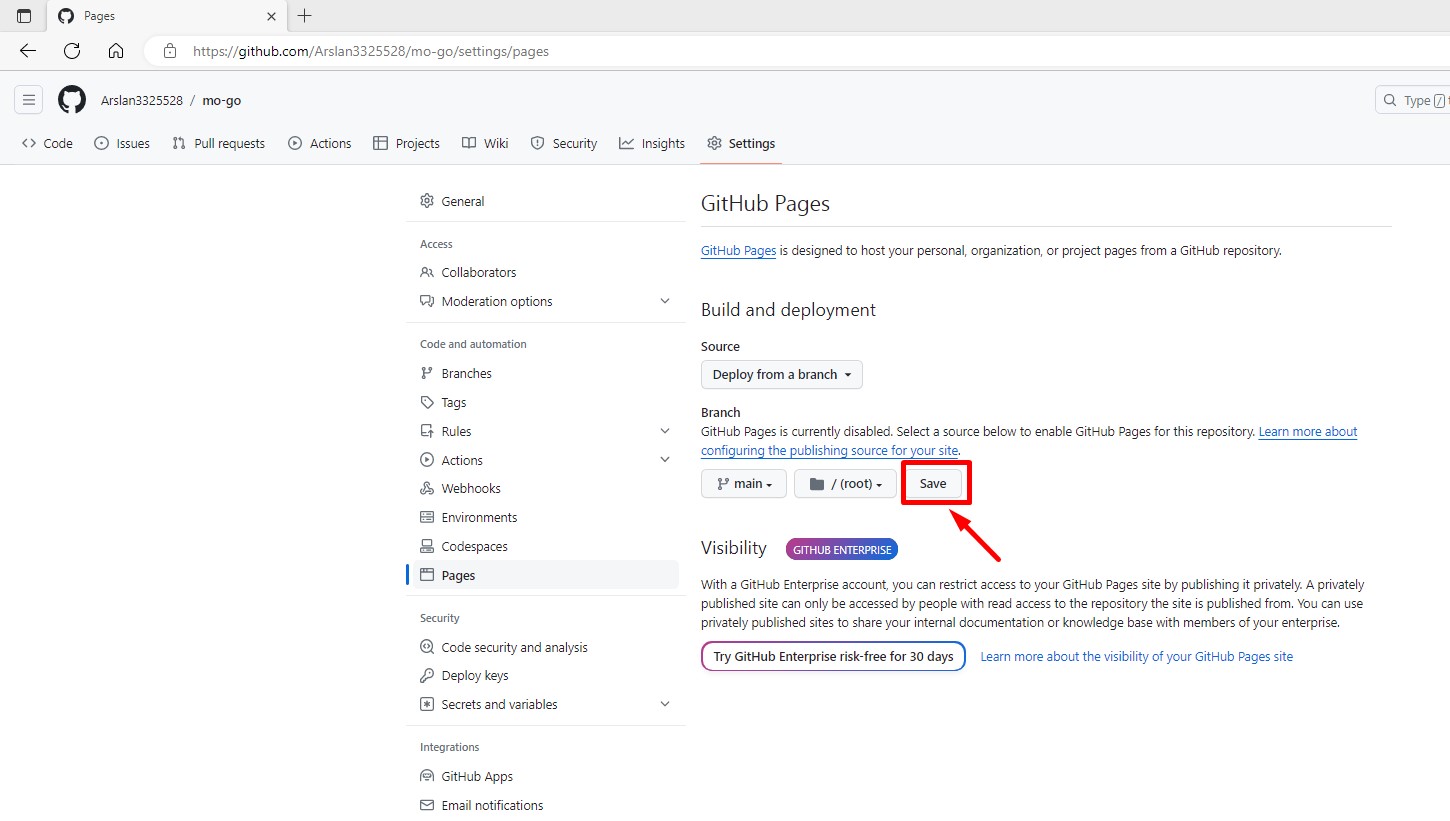 Pages
https://github.com/Arslan3325528/mo-go/settings/pages
Arslan3325528 / mo-go
Type /
Code Issues Pull requests Actions Projects Wiki Security Insights Settings
General
Access
Collaborators
Moderation options
Code and automation
Branches
Tags
Rules
Actions
Webhooks
Environments
Codespaces
Pages
Security
Code security and analysis
Deploy keys
Secrets and variables
Integrations
GitHub Apps
Email notifications
GitHub Pages
GitHub Pages is designed to host your personal, organization, or project pages from a GitHub repository.
Build and deployment
Source
Deploy from a branch
Branch
GitHub Pages is currently disabled. Select a source below to enable GitHub Pages for this repository. Learn more about
configuring the publishing source for your site.
main / (root) Save
Visibility GITHUB ENTERPRISE
With a GitHub Enterprise account, you can restrict access to your GitHub Pages site by publishing it privately. A privately
published site can only be accessed by people with read access to the repository the site is published from. You can use
privately published sites to share your internal documentation or knowledge base with members of your enterprise.
Try GitHub Enterprise risk-free for 30 days Learn more about the visibility of your GitHub Pages site